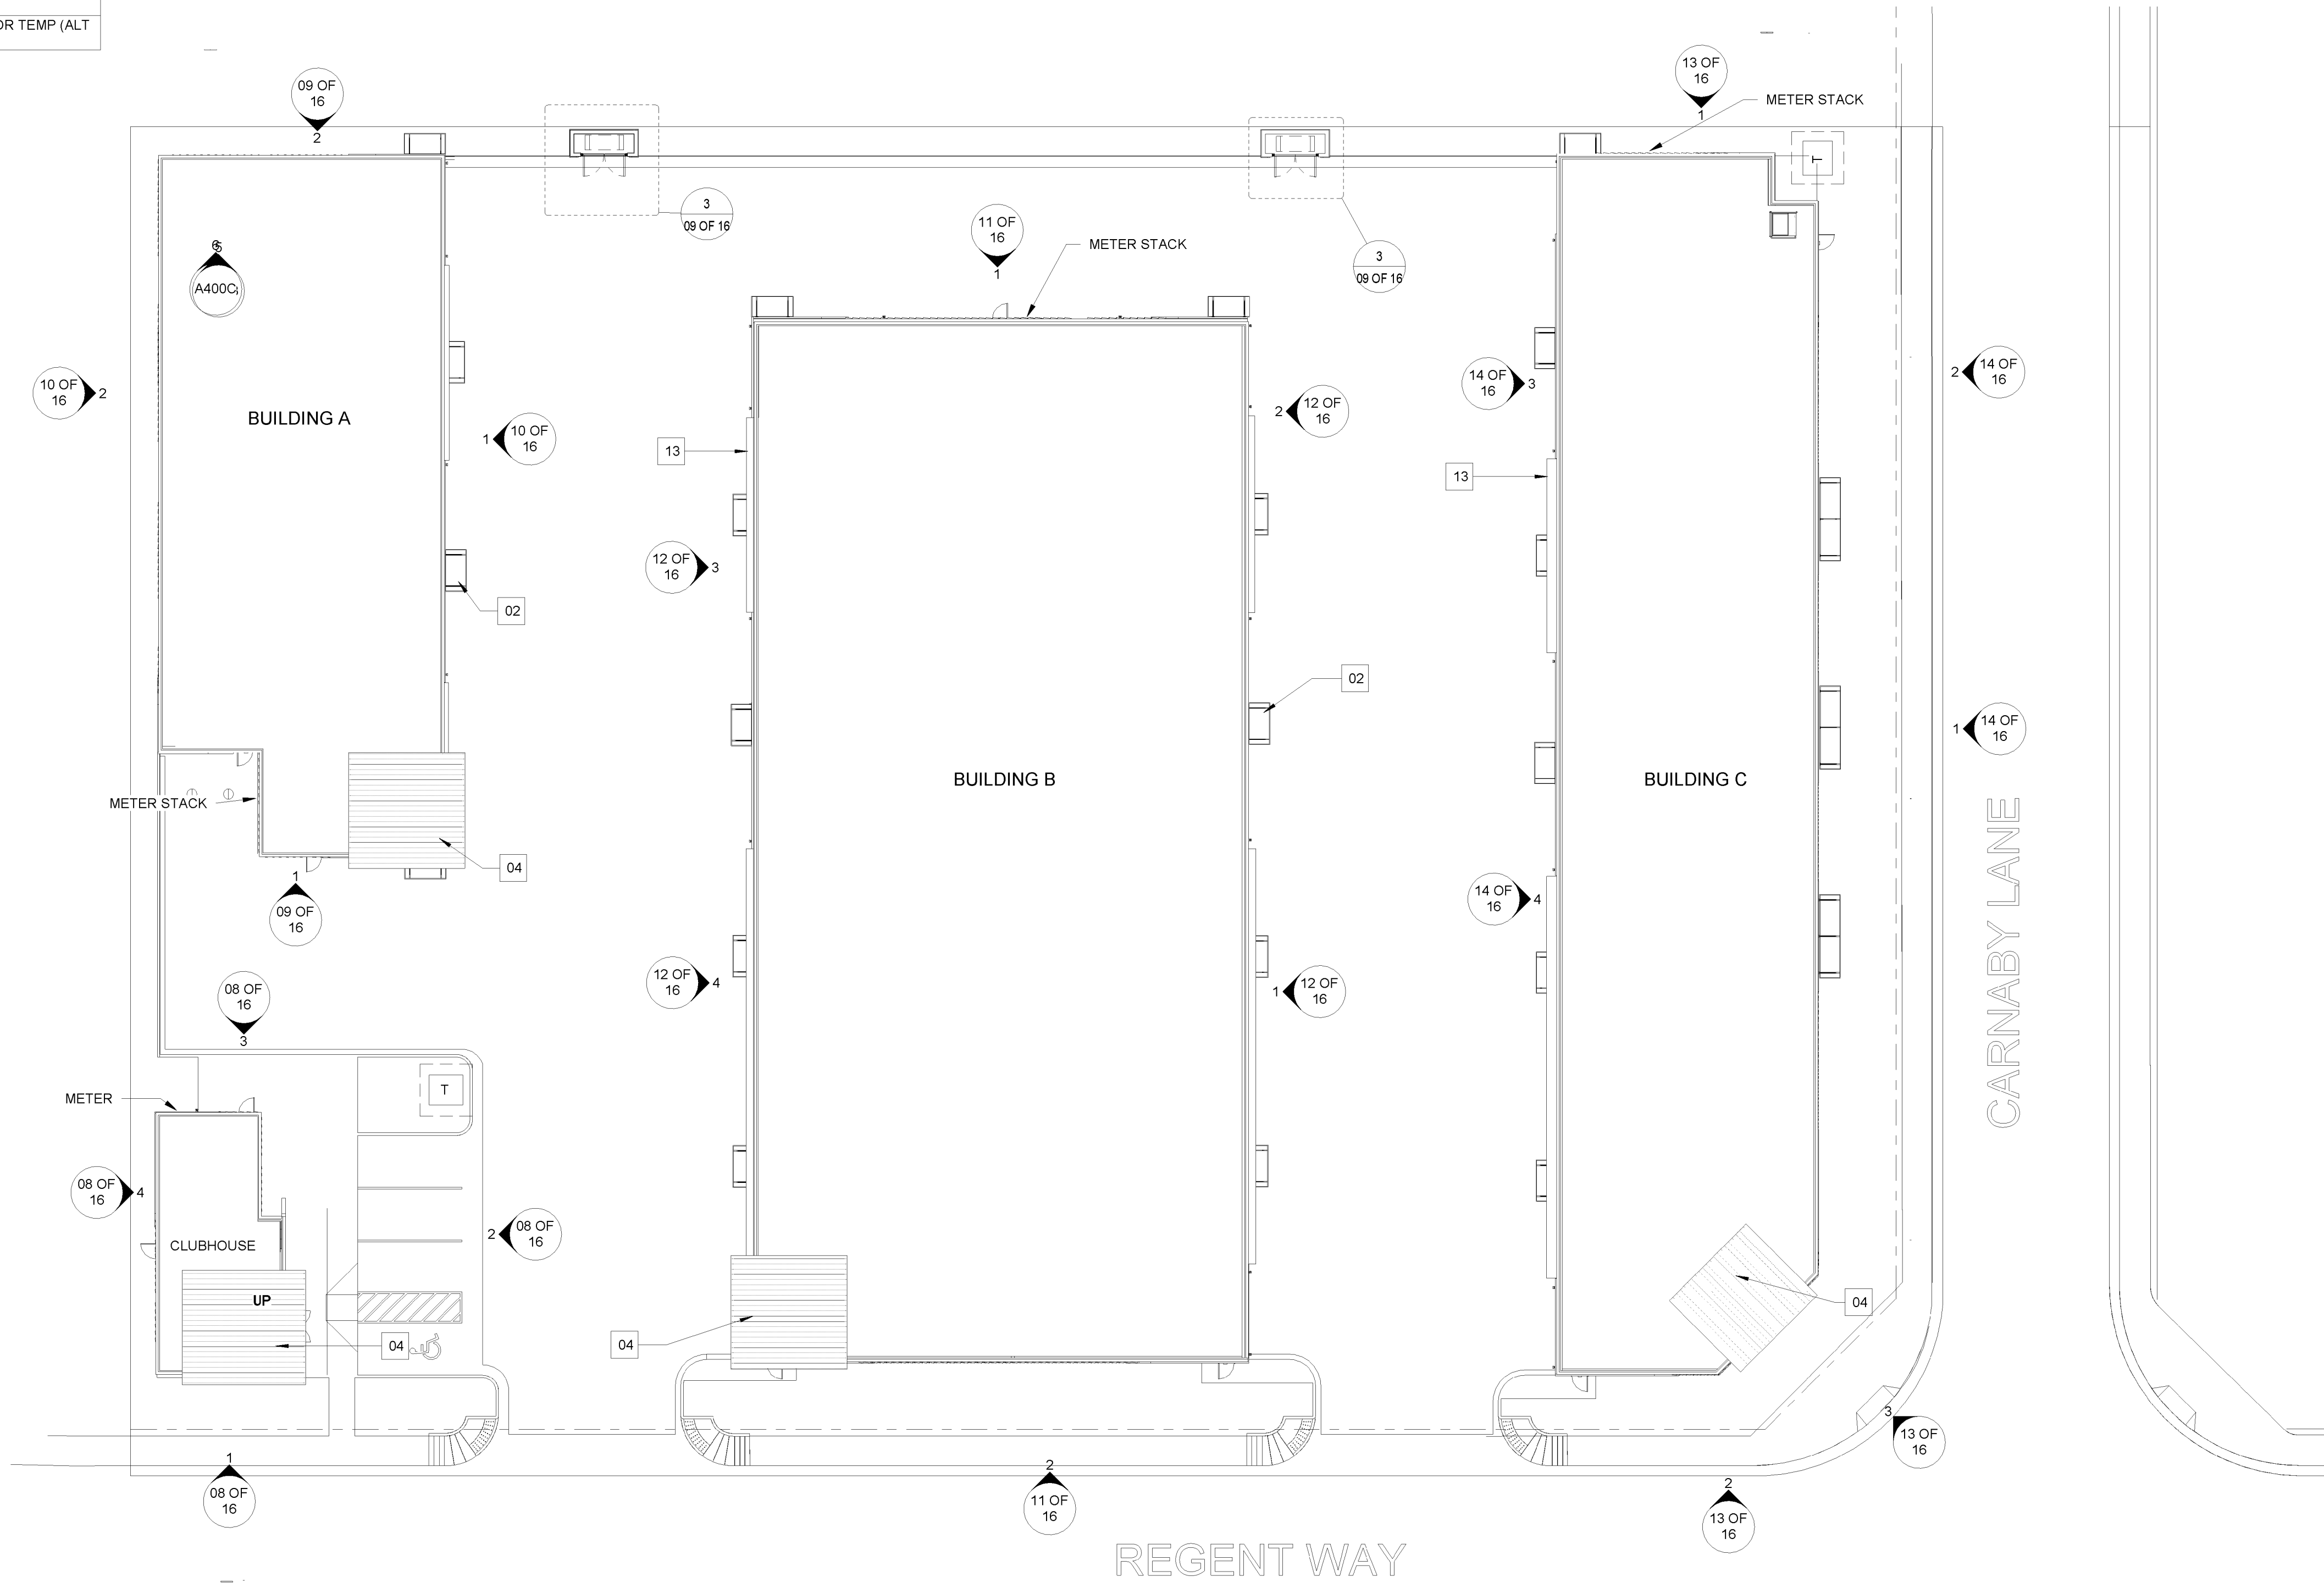 OR TEMP (ALT
09 OF
16
2
13 OF
16
1
METER STACK
T
3
09 OF 16
11 OF
16
1
METER STACK
3
09 OF 16
A400C
10 OF
16
2
BUILDING A
1
10 OF
16
13
2
12 OF
16
14 OF
16
3
13
2
14 OF
16
12 OF
16
3
02
02
1
14 OF
16
BUILDING B
BUILDING C
METER STACK
04
1
09 OF
16
14 OF
16
4
CARNABY LANE
08 OF
16
3
12 OF
16
4
1
12 OF
16
T
METER
08 OF
16
4
2
08 OF
16
CLUBHOUSE
UP
04
04
04
1
08 OF
16
2
11 OF
16
2
13 OF
16
3
13 OF
16
REGENT WAY